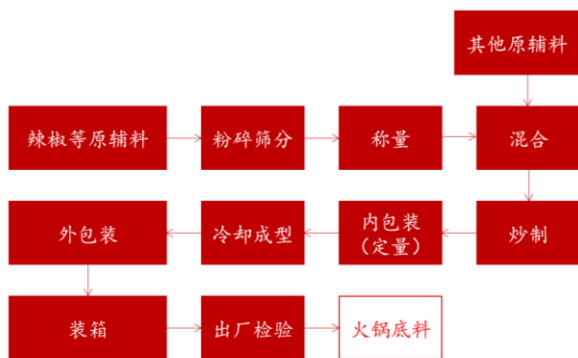 其他原辅料
辣椒等原辅料
粉碎筛分
称量
混合
外包装
冷却成型
内包装
(定量)
炒制
装箱
出厂检验
火锅底料